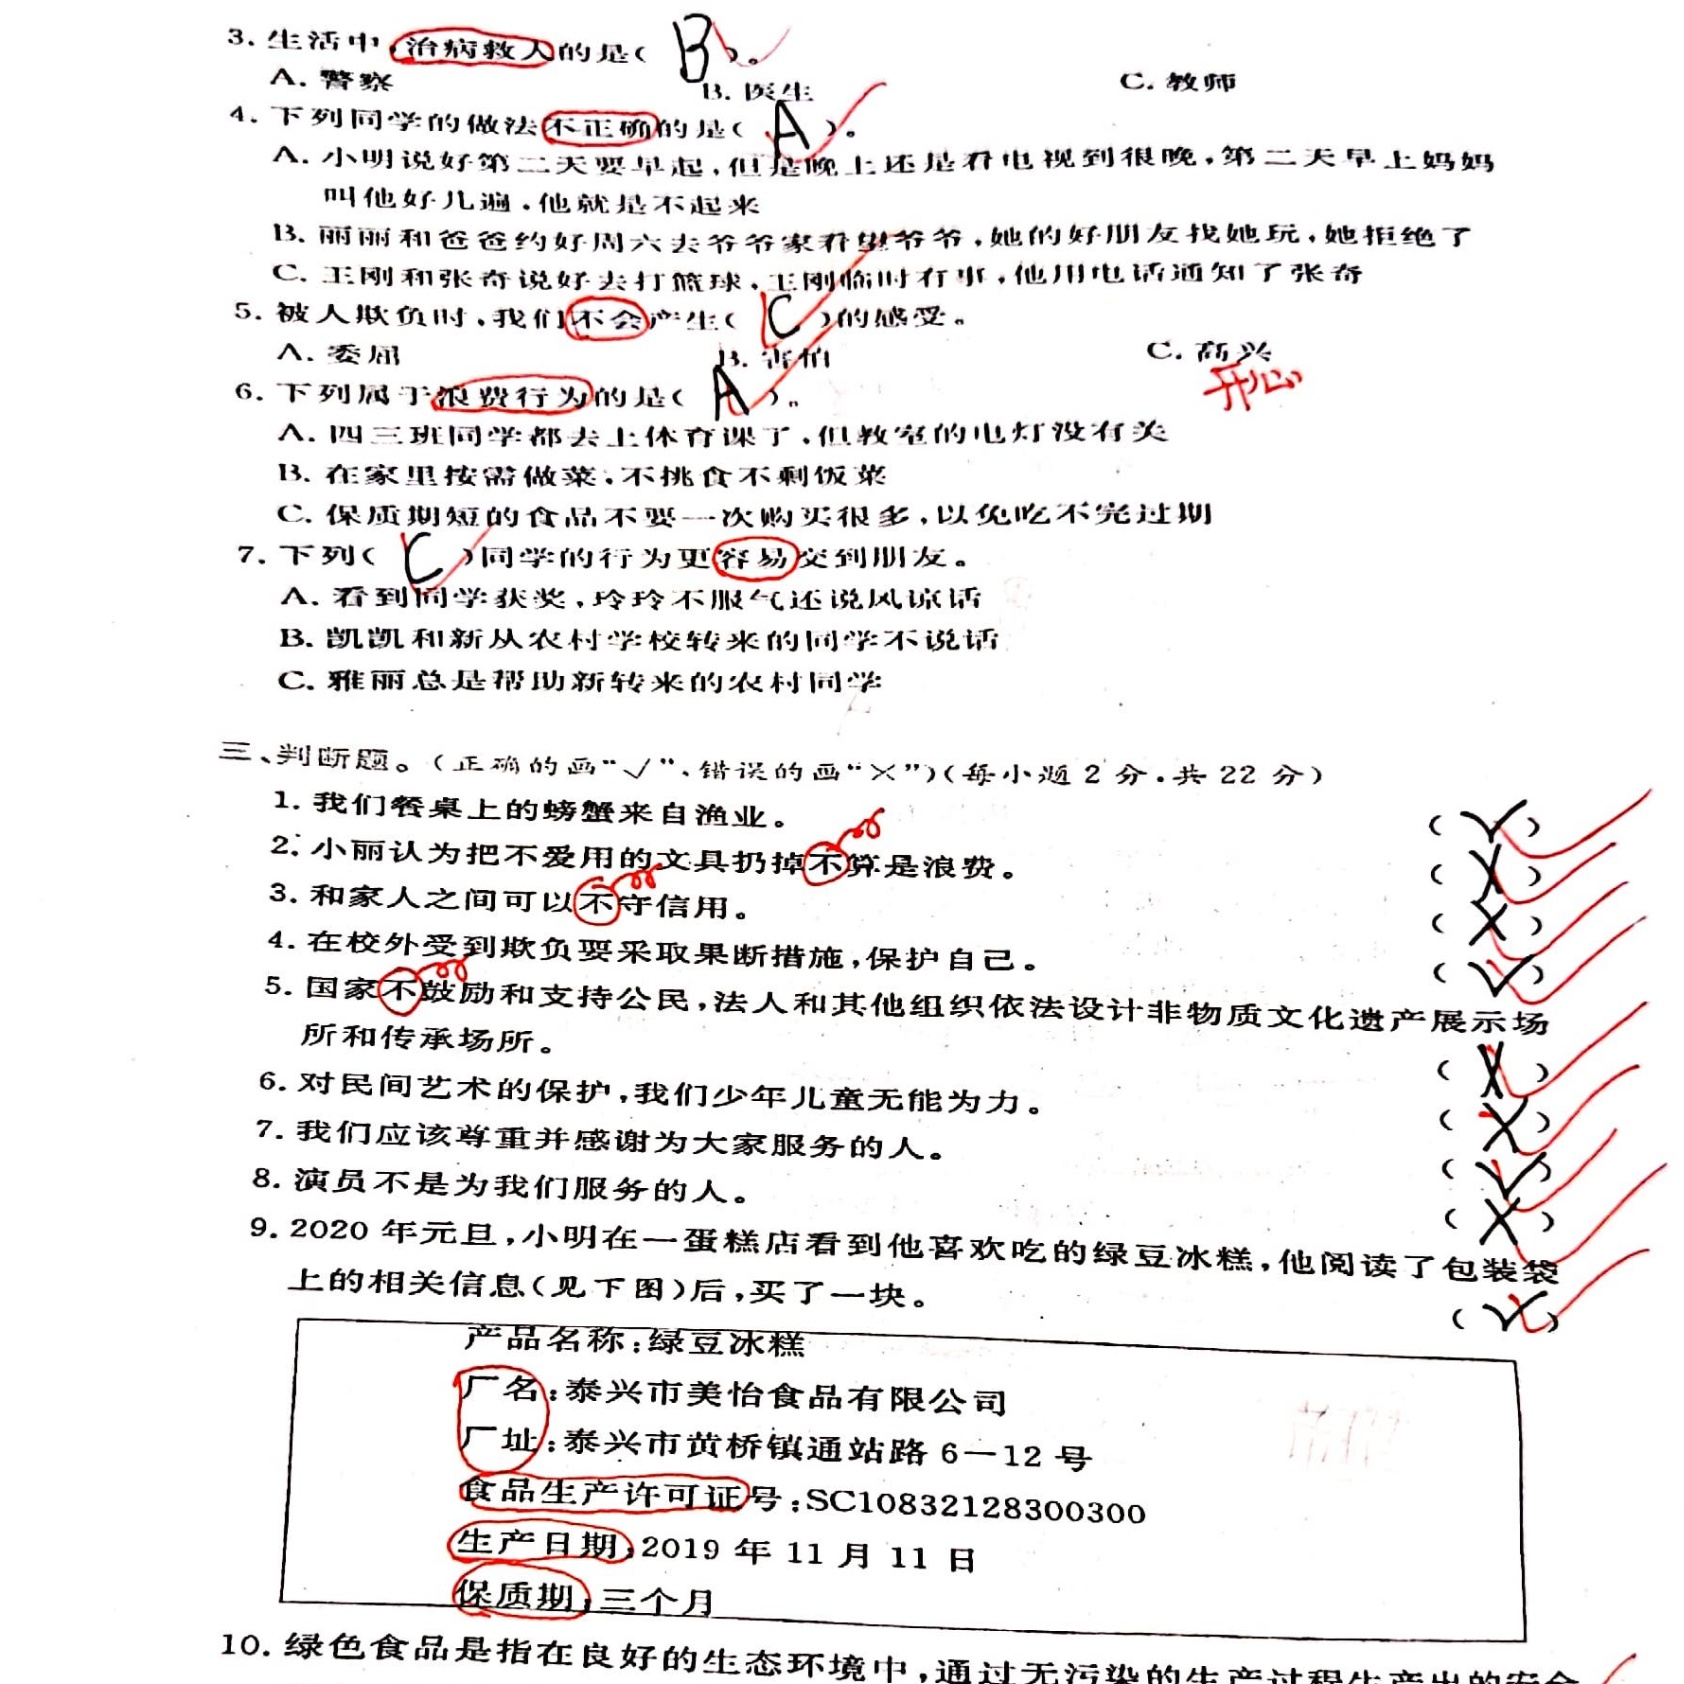 3. 生活中,治病救人的是( B )。
A. 警察 B. 医生 C. 教师
4. 下列同学的做法不正确的是( A )。
A. 小明说好第二天要早起,但是晚上还是看电视到很晚,第二天早上妈妈
叫他好几遍,他就是不起来
B. 丽丽和爸爸约好周六去爷爷家看望爷爷,她的好朋友找她玩,她拒绝了
C. 王刚和张奇说好去打篮球,王刚临时有事,他用电话通知了张奇
5. 被人欺负时,我们不会产生( C )的感受。
A. 委屈 B. 害怕 C. 高兴
开心
6. 下列属于浪费行为的是( A )。
A. 四三班同学都去上体育课了,但教室的电灯没有关
B. 在家里按需做菜,不挑食不剩饭菜
C. 保质期短的食品不要一次购买很多,以免吃不完过期
7. 下列( C )同学的行为更容易交到朋友。
A. 看到同学获奖,玲玲不服气还说风凉话
B. 凯凯和新从农村学校转来的同学不说话
C. 雅丽总是帮助新转来的农村同学
三、判断题。(正确的画“√”,错误的画“×”)(每小题 2 分,共 22 分)
1. 我们餐桌上的螃蟹来自渔业。 ( √ )
2. 小丽认为把不爱用的文具扔掉不算是浪费。 ( × )
3. 和家人之间可以不守信用。 ( × )
4. 在校外受到欺负要采取果断措施,保护自己。 ( √ )
5. 国家不鼓励和支持公民,法人和其他组织依法设计非物质文化遗产展示场
所和传承场所。 ( × )
6. 对民间艺术的保护,我们少年儿童无能为力。 ( × )
7. 我们应该尊重并感谢为大家服务的人。 ( √ )
8. 演员不是为我们服务的人。 ( × )
9. 2020 年元旦,小明在一蛋糕店看到他喜欢吃的绿豆冰糕,他阅读了包装袋
上的相关信息(见下图)后,买了一块。 ( √ )
产品名称:绿豆冰糕
厂名:泰兴市美怡食品有限公司
厂址:泰兴市黄桥镇通站路 6—12 号
食品生产许可证号:SC10832128300300
生产日期:2019 年 11 月 11 日
保质期:三个月
10. 绿色食品是指在良好的生态环境中,通过无污染的生产过程生产出的安全